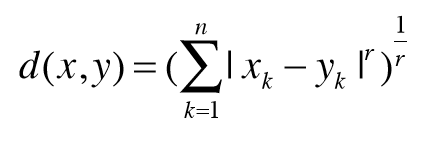 d(x,y) = (∑_{k=1}^{n} | x_k − y_k |^r)^{1/r}